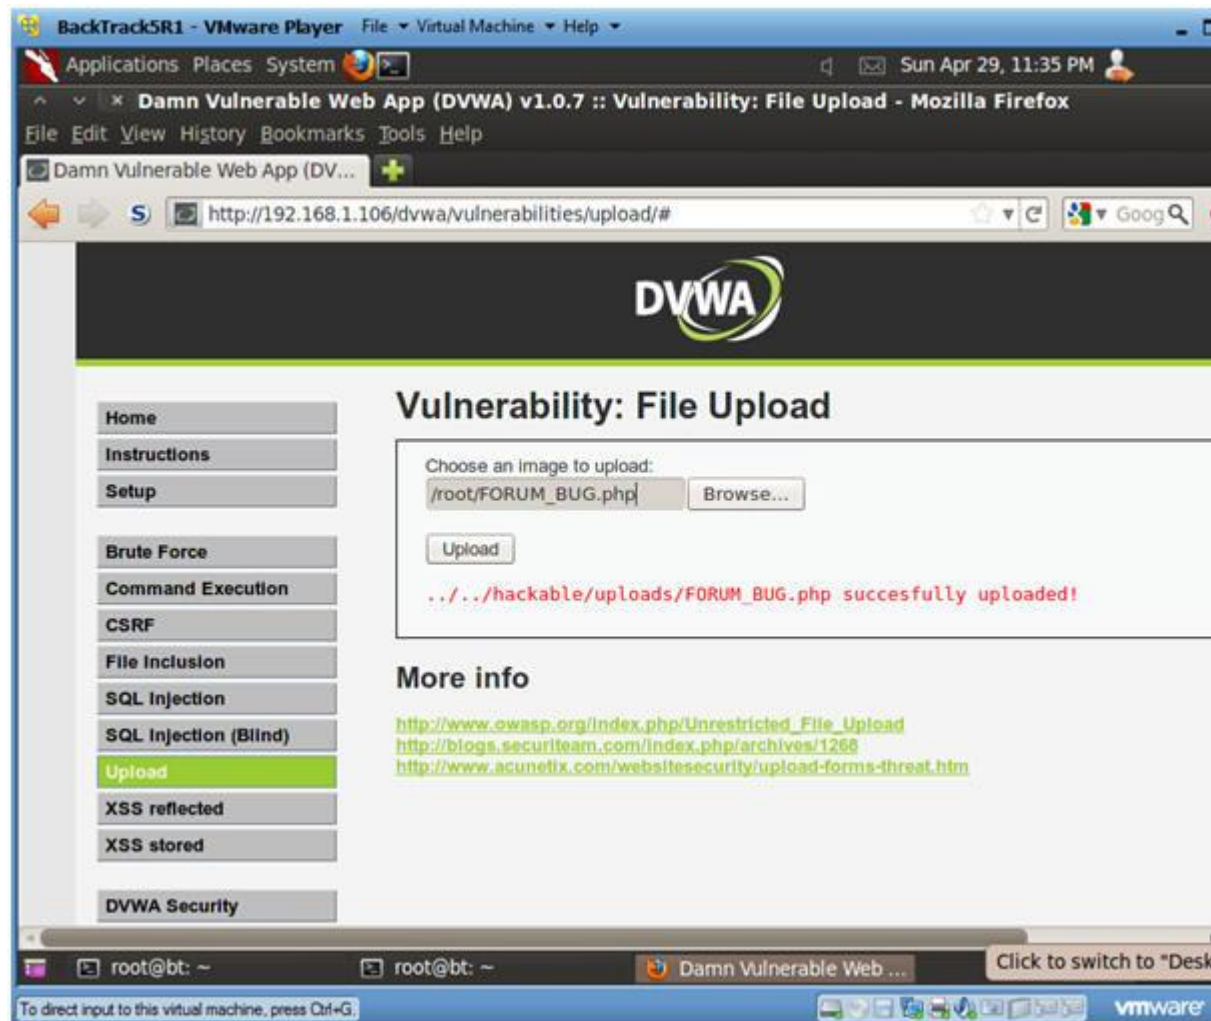 BackTrack5R1 - VMware Player File Virtual Machine Help
Applications Places System Sun Apr 29, 11:35 PM
Damn Vulnerable Web App (DVWA) v1.0.7 :: Vulnerability: File Upload - Mozilla Firefox
File Edit View History Bookmarks Tools Help
Damn Vulnerable Web App (DV...
http://192.168.1.106/dvwa/vulnerabilities/upload/# Goog
DVWA
Home
Instructions
Setup
Brute Force
Command Execution
CSRF
File Inclusion
SQL Injection
SQL Injection (Blind)
Upload
XSS reflected
XSS stored
DVWA Security
Vulnerability: File Upload
Choose an image to upload:
/root/FORUM_BUG.php Browse...
Upload
../../hackable/uploads/FORUM_BUG.php succesfully uploaded!
More info
http://www.owasp.org/index.php/Unrestricted_File_Upload
http://blogs.securiteam.com/index.php/archives/1268
http://www.acunetix.com/websitesecurity/upload-forms-threat.htm
root@bt: ~ root@bt: ~ Damn Vulnerable Web ... Click to switch to "Desk
To direct input to this virtual machine, press Ctrl+G. vmware